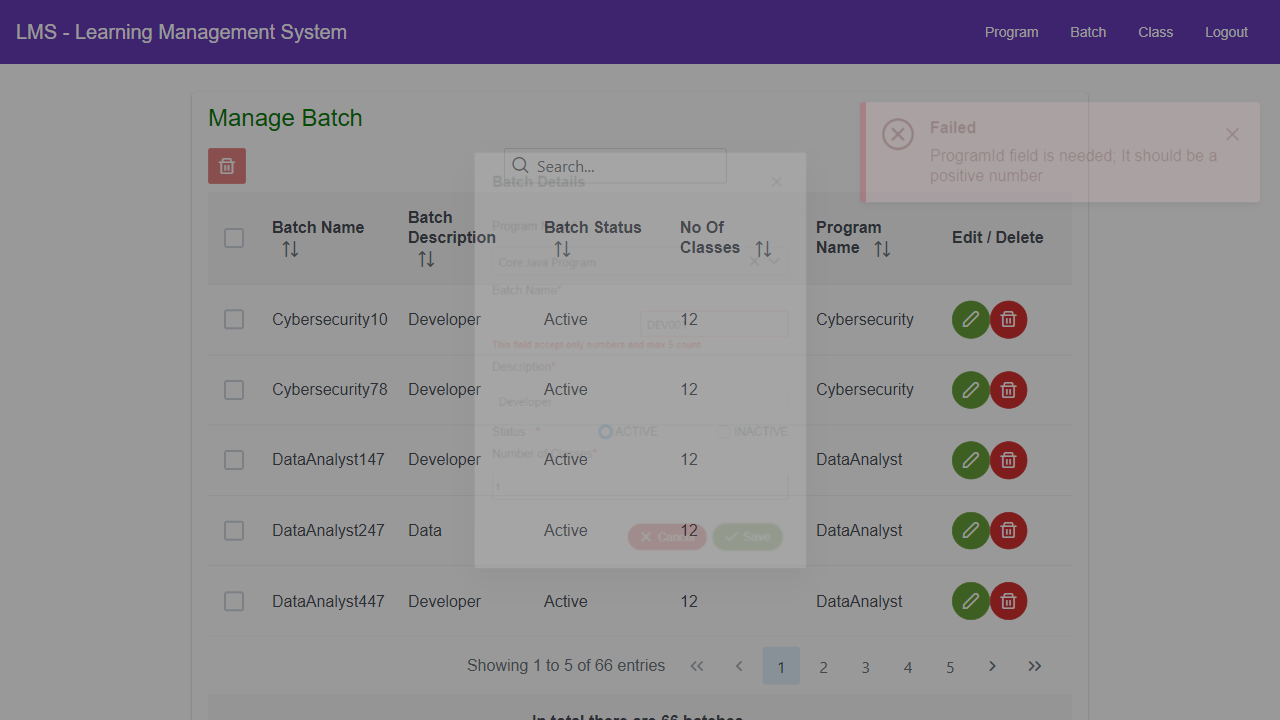 LMS - Learning Management System
Program Batch Class Logout
Manage Batch
Failed
ProgramId field is needed; It should be a
positive number
Search...
Batch Details
Batch Name
Batch
Description
Batch Status
No Of
Classes
Program
Name
Edit / Delete
Program
Core Java Program
Batch Name*
This field accept only numbers and max 5 count
Description*
Developer
Status *
ACTIVE
INACTIVE
Number of Classes*
1
Cancel
Save
Cybersecurity10 Developer Active 12 Cybersecurity
Cybersecurity78 Developer Active 12 Cybersecurity
DataAnalyst147 Developer Active 12 DataAnalyst
DataAnalyst247 Data Active 12 DataAnalyst
DataAnalyst447 Developer Active 12 DataAnalyst
Showing 1 to 5 of 66 entries << < 1 2 3 4 5 > >>
In total there are 66 batches.